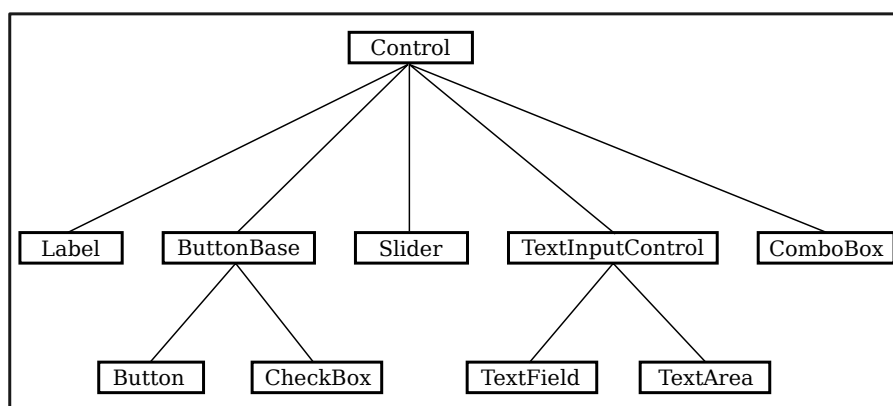 Control
Label
ButtonBase
Slider
TextInputControl
ComboBox
Button
CheckBox
TextField
TextArea